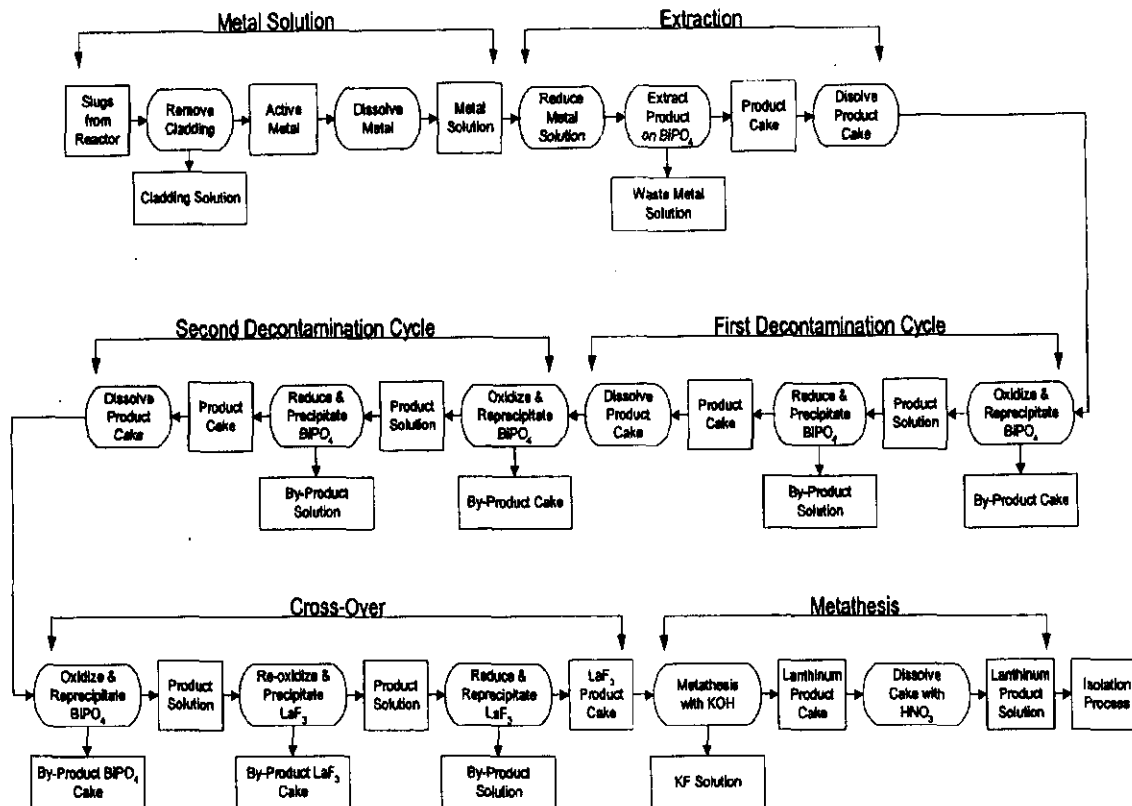 Metal Solution
Extraction
Slugs
from
Reactor
Remove
Cladding
Active
Metal
Dissolve
Metal
Metal
Solution
Reduce
Metal
Solution
Extract
Product
on BiPO₄
Product
Cake
Disolve
Product
Cake
Cladding Solution
Waste Metal
Solution
Second Decontamination Cycle
First Decontamination Cycle
Dissolve
Product
Cake
Product
Cake
Reduce &
Precipitate
BiPO₄
Product
Solution
Oxidize &
Reprecipitate
BiPO₄
Dissolve
Product
Cake
Product
Cake
Reduce &
Precipitate
BiPO₄
Product
Solution
Oxidize &
Reprecipitate
BiPO₄
By-Product
Solution
By-Product Cake
By-Product
Solution
By-Product Cake
Cross-Over
Metathesis
Oxidize &
Reprecipitate
BiPO₄
Product
Solution
Re-oxidize &
Precipitate
LaF₃
Product
Solution
Reduce &
Reprecipitate
LaF₃
LaF₃
Product
Cake
Metathesis
with KOH
Lanthinum
Product
Cake
Dissolve
Cake with
HNO₃
Lanthinum
Product
Solution
Isolation
Process
By-Product BiPO₄
Cake
By-Product LaF₃
Cake
By-Product
Solution
KF Solution